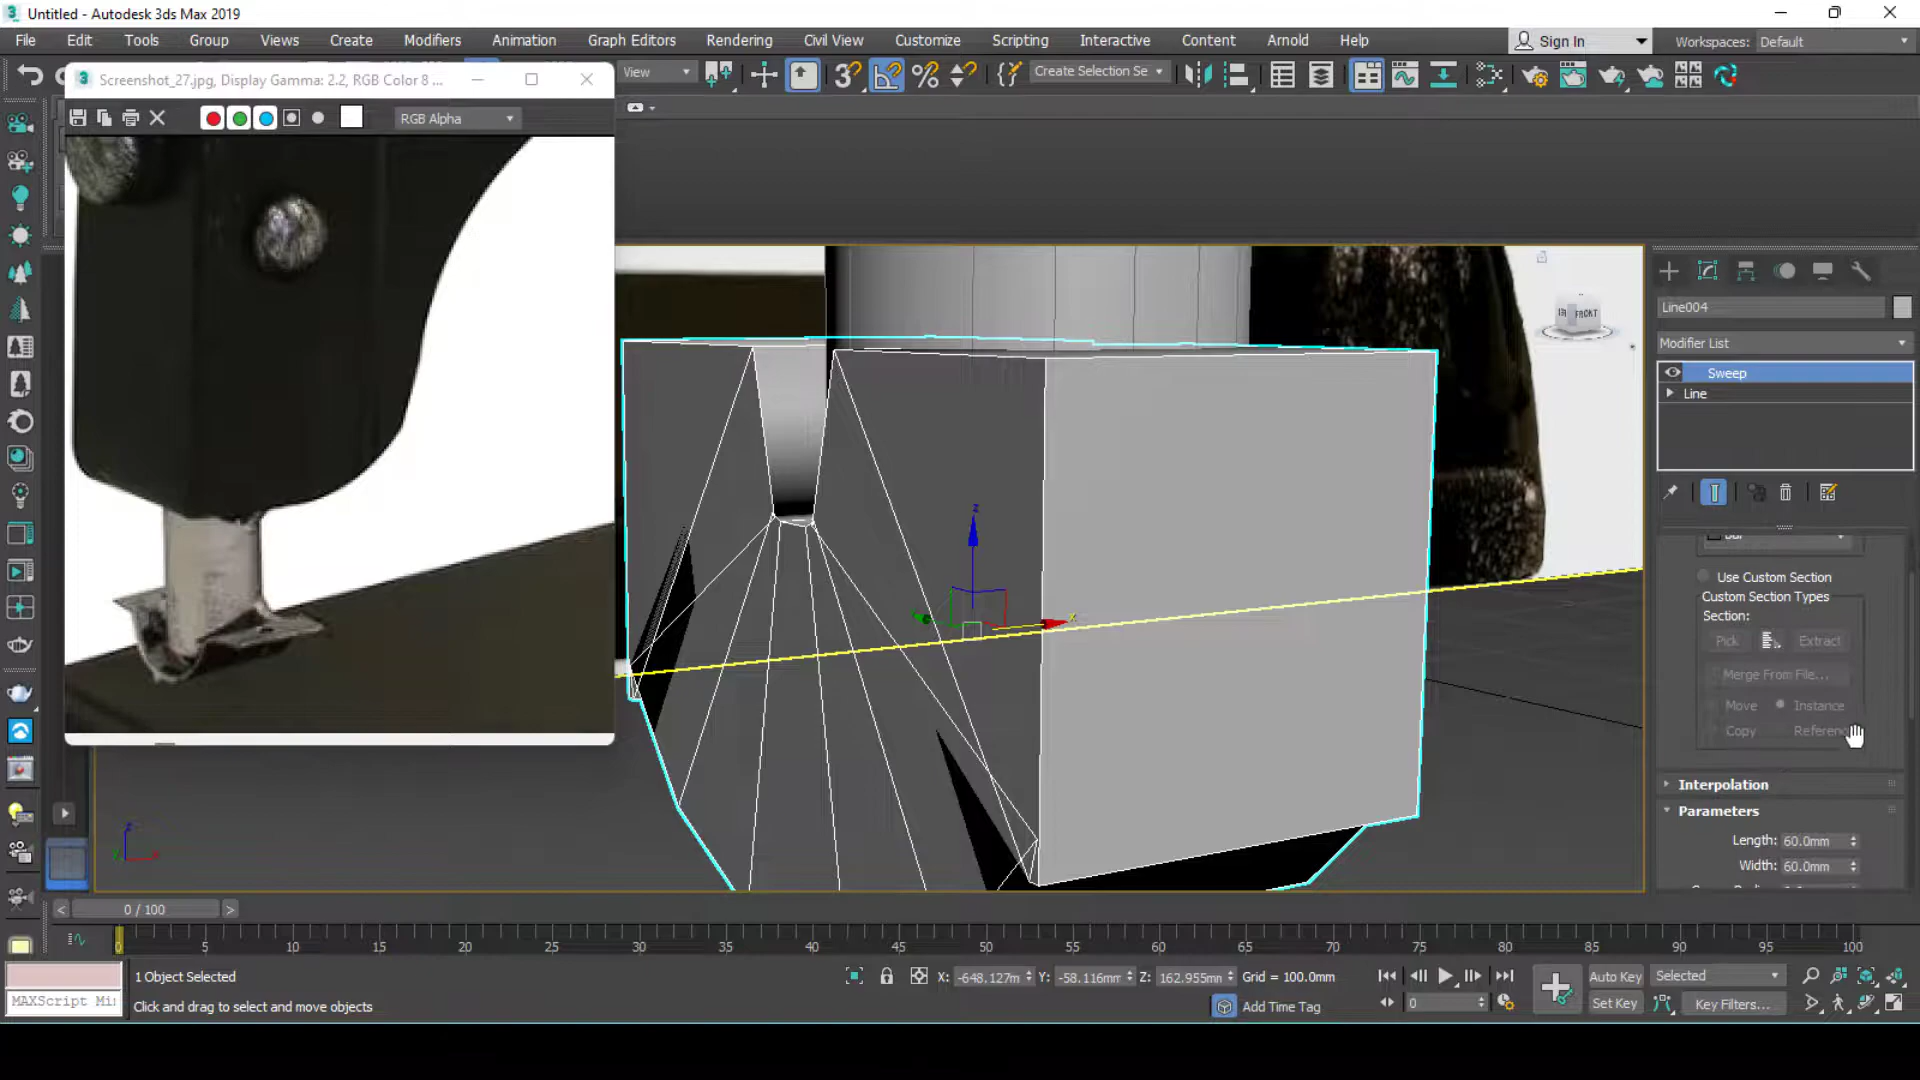 Untitled - Autodesk 3ds Max 2019
File Edit Tools Group Views Create Modifiers Animation Graph Editors Rendering Civil View Customize Scripting Interactive Content Arnold Help
Sign In
Workspaces: Default
View
Create Selection Se
Screenshot_27.jpg, Display Gamma: 2.2, RGB Color 8 ...
RGB Alpha
FRONT
Line004
Modifier List
Sweep
Line
Use Custom Section
Custom Section Types
Section:
Pick Extract
Merge From File...
Move Instance
Copy Reference
Interpolation
Parameters
Length: 60.0mm
Width: 60.0mm
z
x
< 0 / 100 >
0 5 10 15 20 25 30 35 40 45 50 55 60 65 70 75 80 85 90 95 100
1 Object Selected
X: -648.127m Y: -58.116mm Z: 162.955mm Grid = 100.0mm
Auto Key Selected
MAXScript Mi:
Click and drag to select and move objects
Add Time Tag
0
Set Key Key Filters...